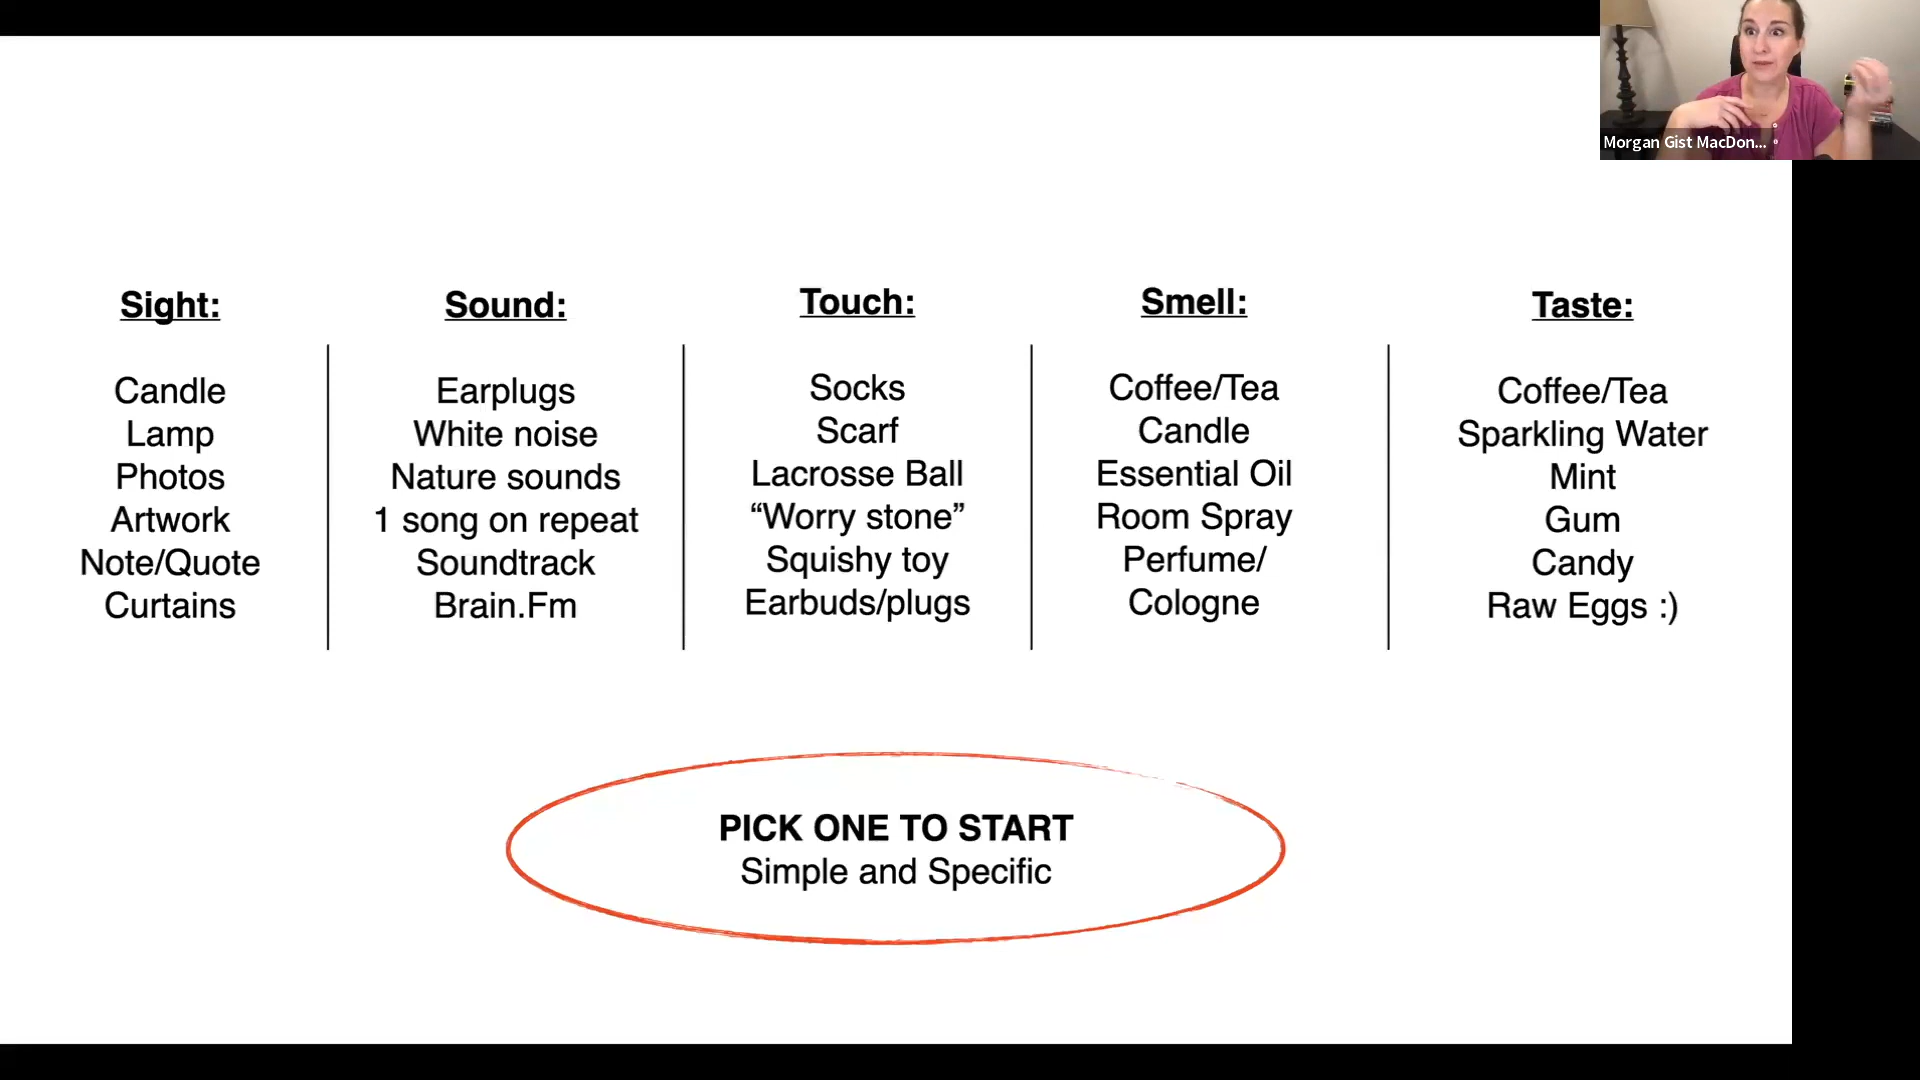 Morgan Gist MacDon...
Sight:
Candle
Lamp
Photos
Artwork
Note/Quote
Curtains
Sound:
Earplugs
White noise
Nature sounds
1 song on repeat
Soundtrack
Brain.Fm
Touch:
Socks
Scarf
Lacrosse Ball
“Worry stone”
Squishy toy
Earbuds/plugs
Smell:
Coffee/Tea
Candle
Essential Oil
Room Spray
Perfume/
Cologne
Taste:
Coffee/Tea
Sparkling Water
Mint
Gum
Candy
Raw Eggs :)
PICK ONE TO START
Simple and Specific